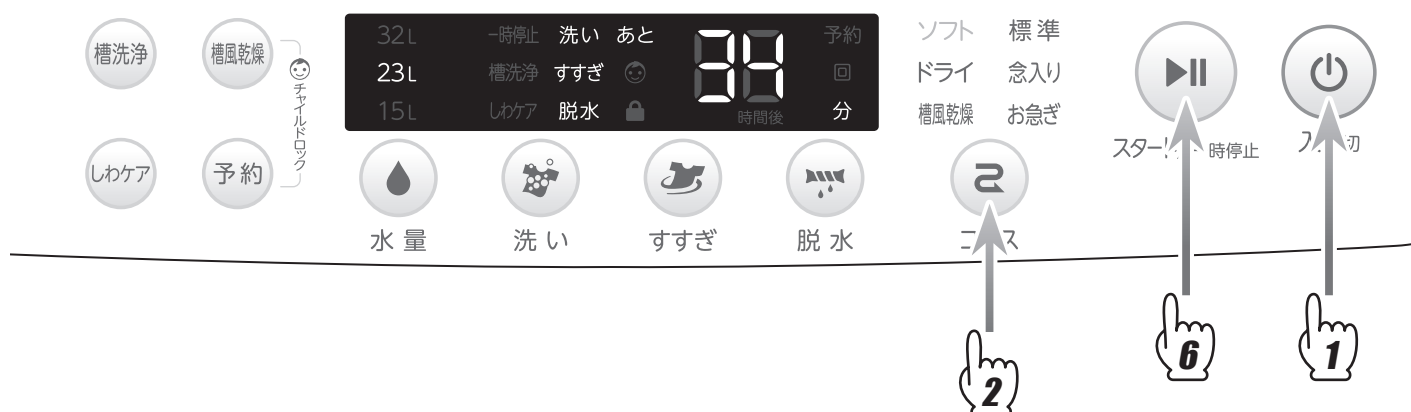 槽洗浄
槽風乾燥
チャイルドロック
しわケア
予約
32L 一時停止 洗い あと 34 予約
23L 槽洗浄 すすぎ
15L しわケア 脱水 時間後 分
水量
洗い
すすぎ
脱水
ソフト 標準
ドライ 念入り
槽風乾燥 お急ぎ
時停止
切
2
6
1